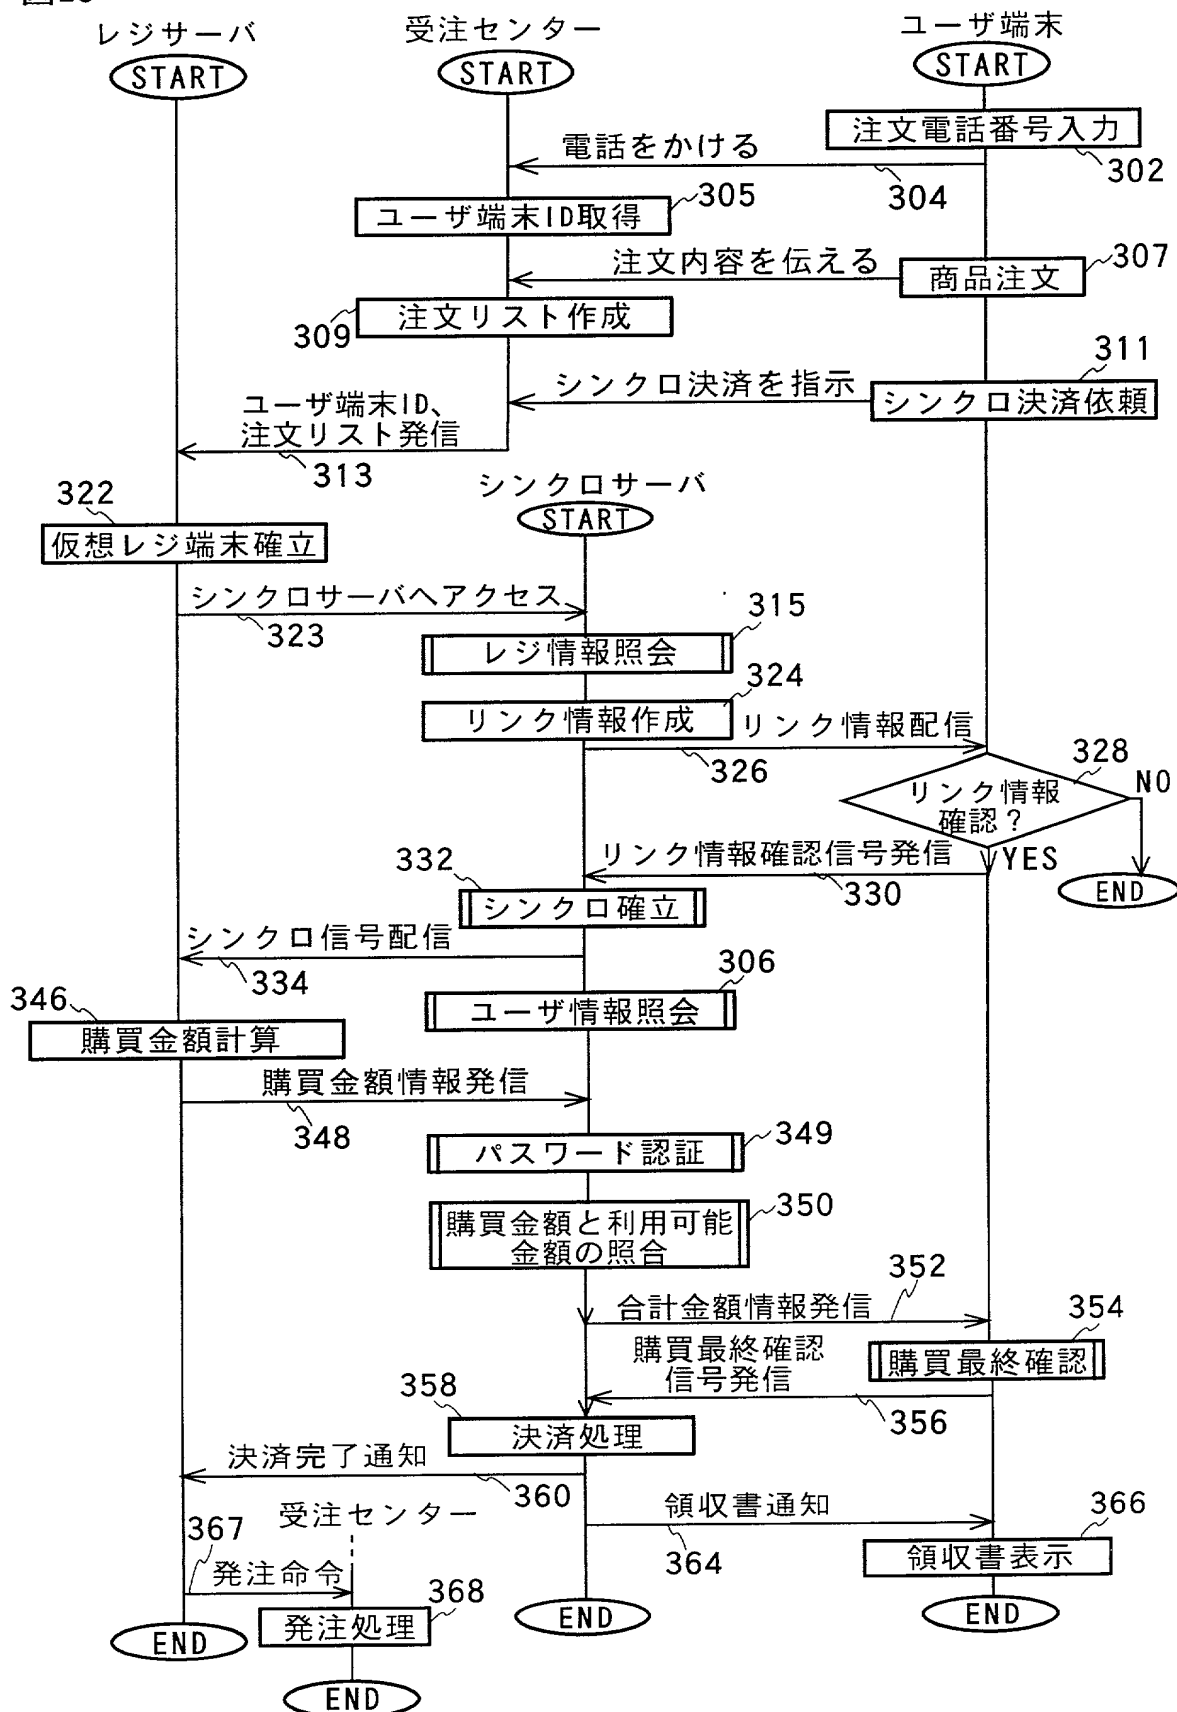 レジサーバ
受注センター
ユーザ端末
START
START
START
注文電話番号入力
302
電話をかける
304
305
ユーザ端末ID取得
注文内容を伝える
商品注文
307
309
注文リスト作成
311
シンクロ決済を指示
シンクロ決済依頼
ユーザ端末ID、
注文リスト発信
313
シンクロサーバ
START
322
仮想レジ端末確立
シンクロサーバへアクセス
323
315
レジ情報照会
324
リンク情報作成
リンク情報配信
326
328
リンク情報
確認?
NO
YES
END
リンク情報確認信号発信
330
332
シンクロ確立
シンクロ信号配信
334
306
ユーザ情報照会
346
購買金額計算
購買金額情報発信
348
パスワード認証
349
購買金額と利用可能
金額の照合
350
合計金額情報発信
352
354
購買最終確認
購買最終確認
信号発信
356
358
決済処理
決済完了通知
360
領収書通知
364
366
領収書表示
受注センター
367
発注命令
368
発注処理
END
END
END
END